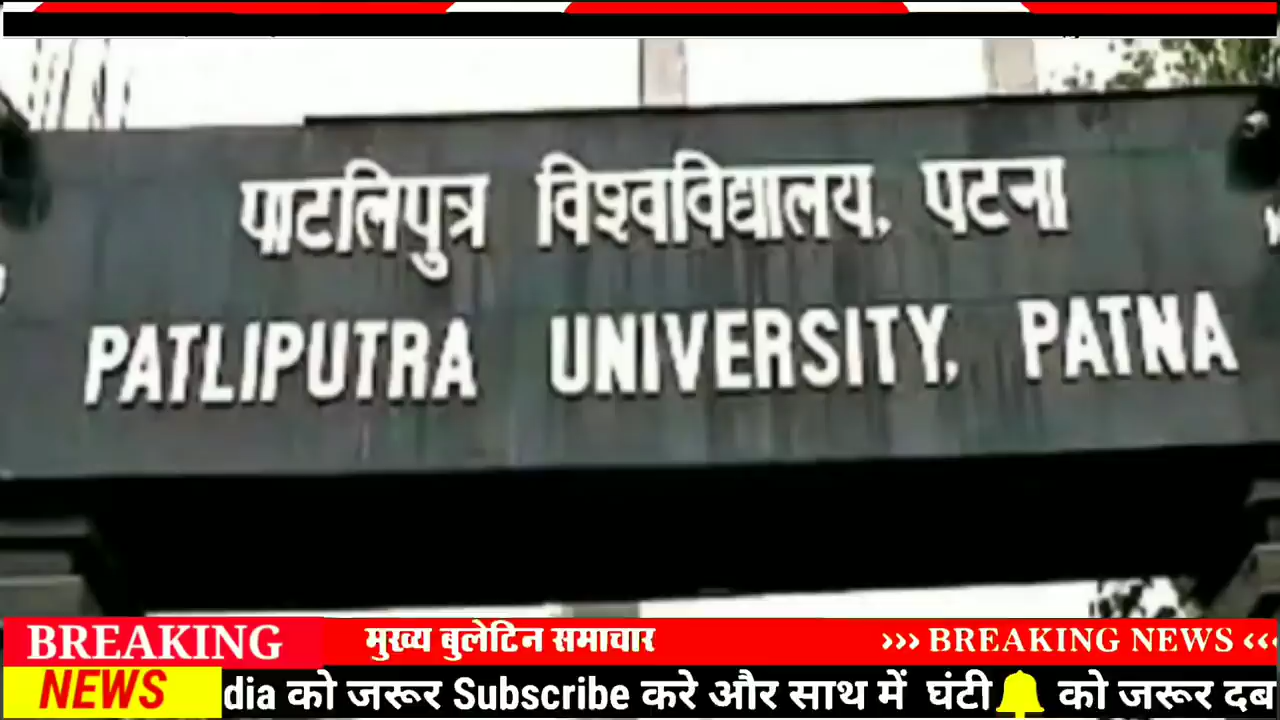 पाटलिपुत्र विश्वविद्यालय, पटना
PATLIPUTRA UNIVERSITY, PATNA
BREAKING
NEWS
मुख्य बुलेटिन समाचार
››› BREAKING NEWS ‹‹‹
dia को जरूर Subscribe करे और साथ में घंटी🔔 को जरूर दब